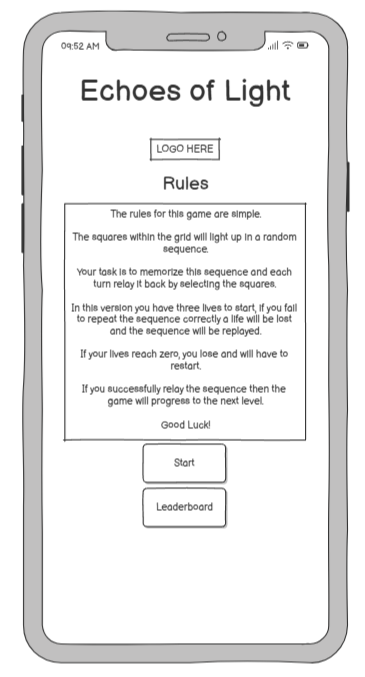 09:52 AM
Echoes of Light
LOGO HERE
Rules
The rules for this game are simple.
The squares within the grid will light up in a random
sequence.
Your task is to memorize this sequence and each
turn relay it back by selecting the squares.
In this version you have three lives to start, if you fail
to repeat the sequence correctly a life will be lost
and the sequence will be replayed.
If your lives reach zero, you lose and will have to
restart.
If you successfully relay the sequence then the
game will progress to the next level.
Good Luck!
Start
Leaderboard